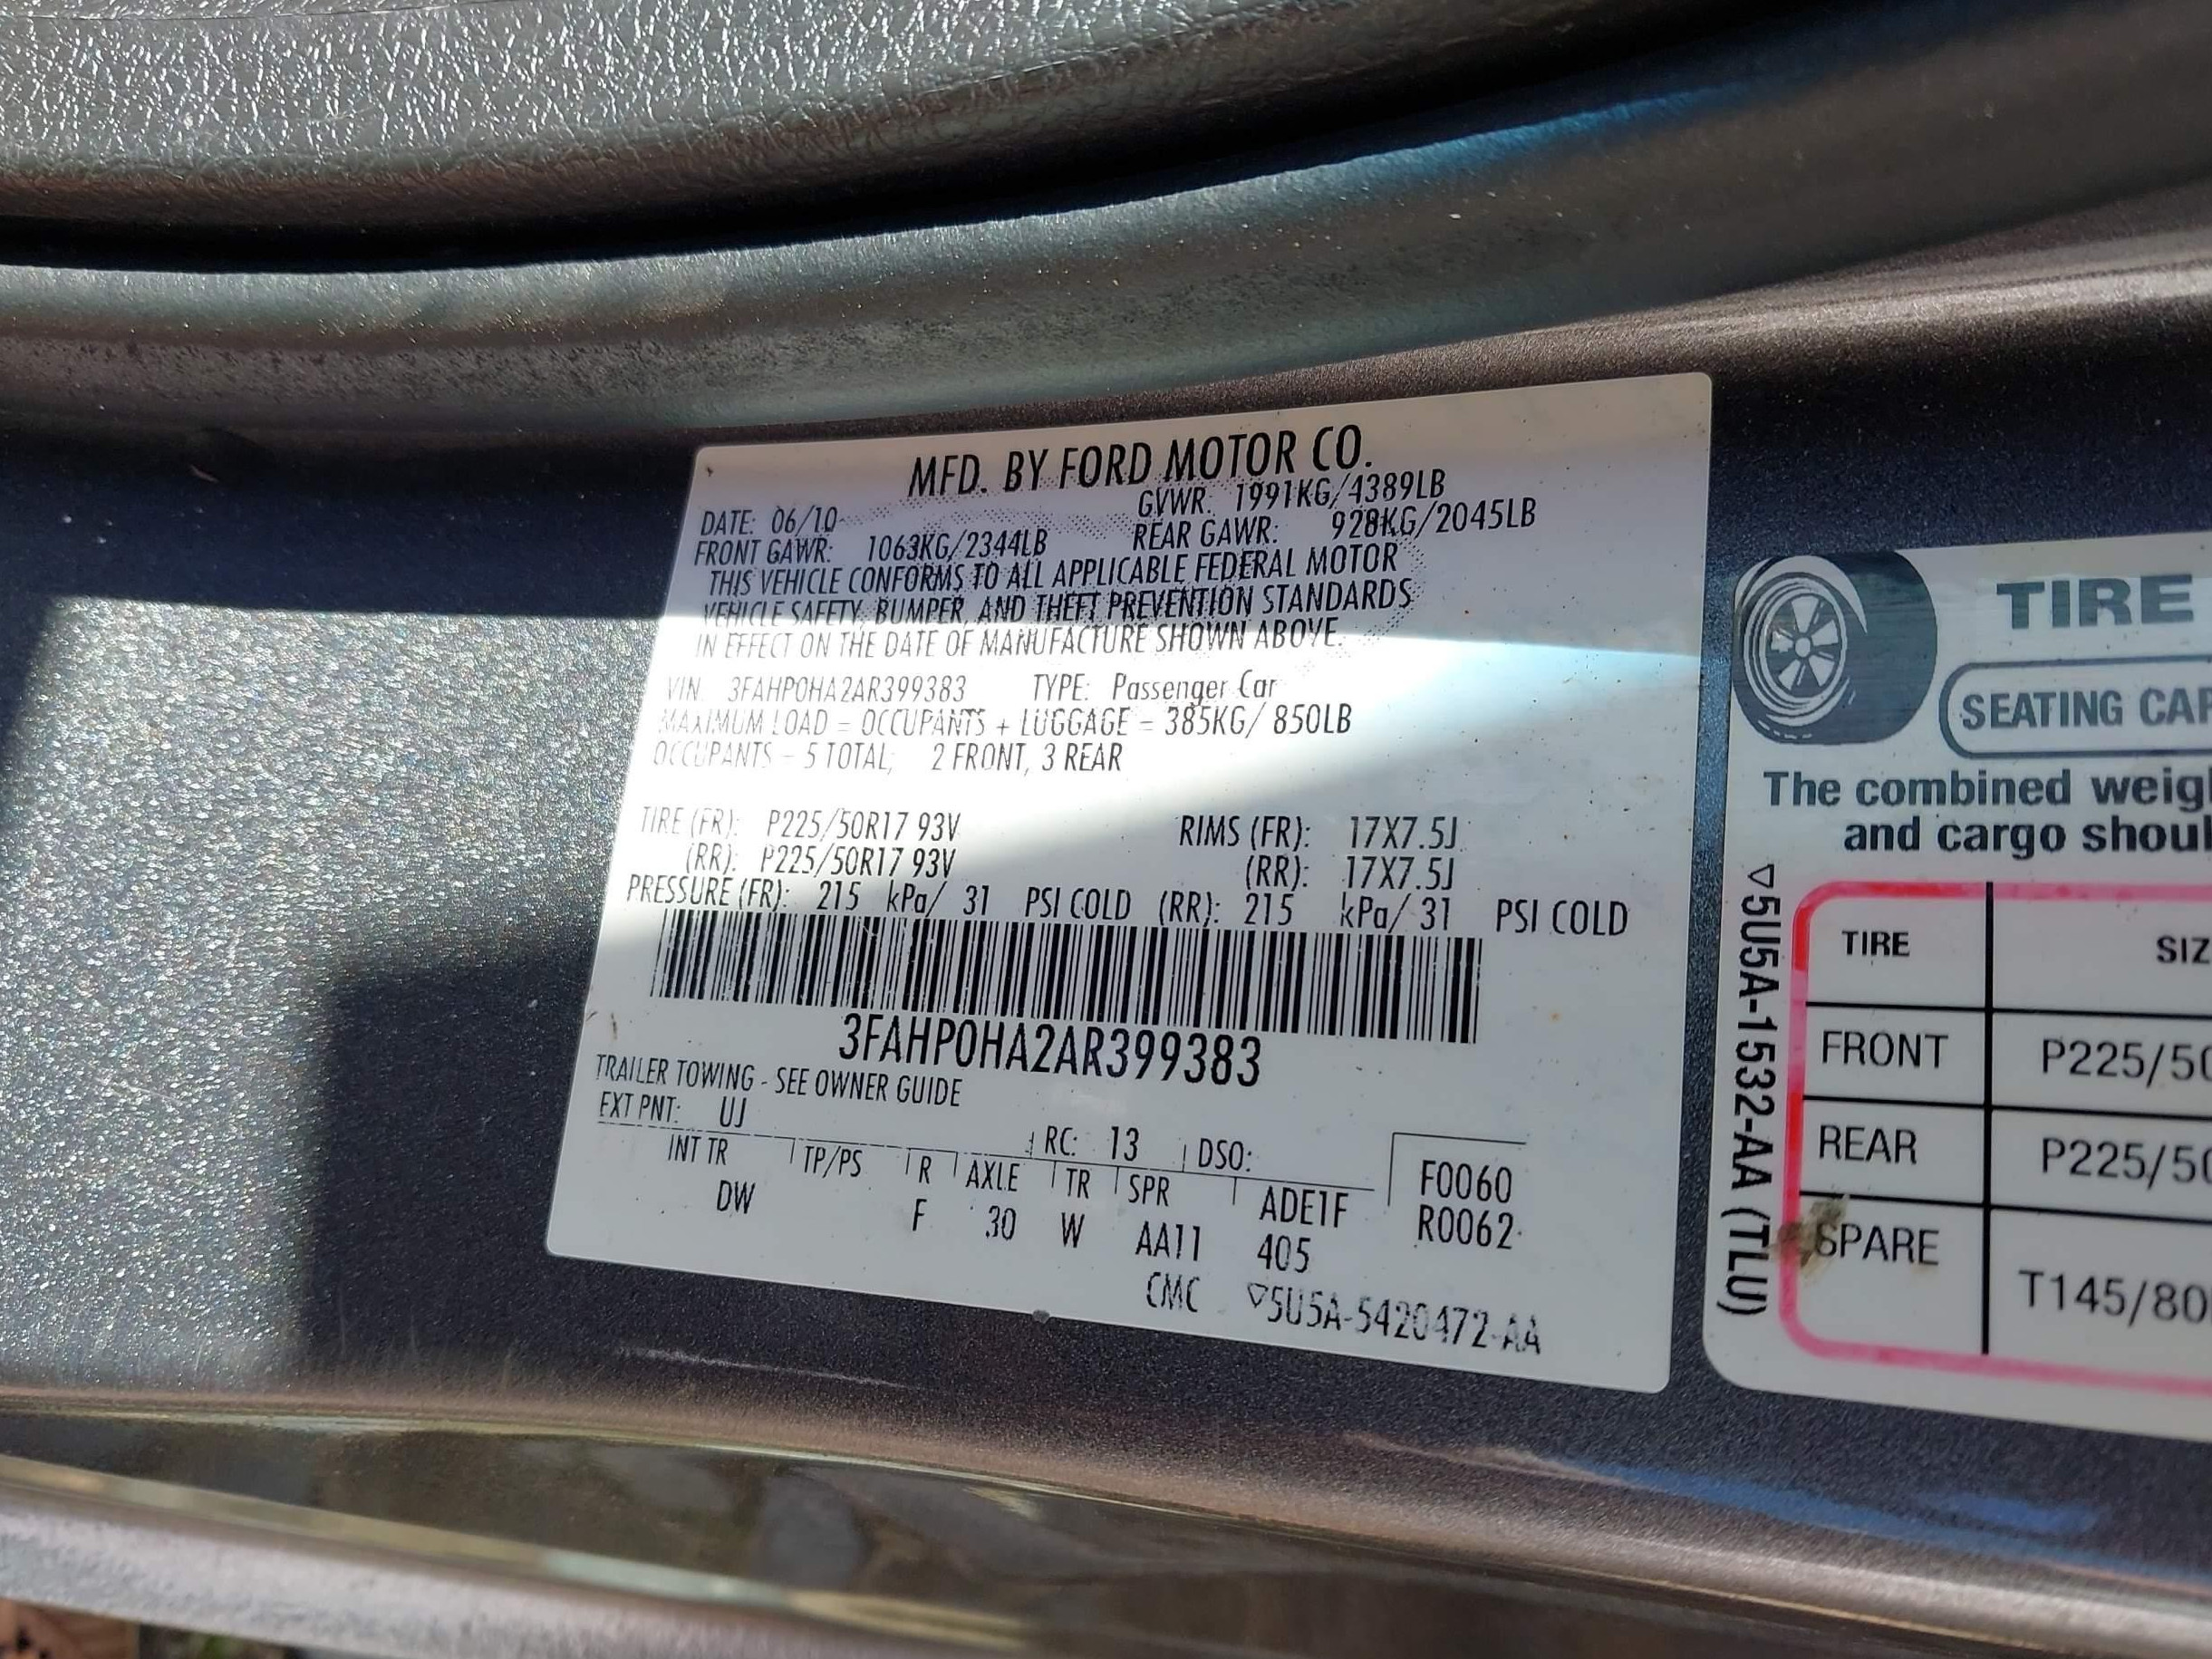 MFD. BY FORD MOTOR CO.
DATE: 06/10 GVWR: 1991KG/4389LB
FRONT GAWR: 1063KG/2344LB REAR GAWR: 928KG/2045LB
THIS VEHICLE CONFORMS TO ALL APPLICABLE FEDERAL MOTOR
VEHICLE SAFETY, BUMPER, AND THEFT PREVENTION STANDARDS
IN EFFECT ON THE DATE OF MANUFACTURE SHOWN ABOVE.
VIN: 3FAHP0HA2AR399383 TYPE: Passenger Car
MAXIMUM LOAD = OCCUPANTS + LUGGAGE = 385KG/ 850LB
OCCUPANTS - 5 TOTAL; 2 FRONT, 3 REAR
TIRE (FR): P225/50R17 93V RIMS (FR): 17X7.5J
(RR): P225/50R17 93V (RR): 17X7.5J
PRESSURE (FR): 215 kPa/ 31 PSI COLD (RR): 215 kPa/ 31 PSI COLD
3FAHP0HA2AR399383
TRAILER TOWING - SEE OWNER GUIDE
EXT PNT: UJ RC: 13 DSO: F0060
INT TR TP/PS R AXLE TR SPR ADE1F R0062
DW F 30 W AA11 405
CMC ▽5U5A-5420472-AA
TIRE
SEATING CAP
The combined weigh
and cargo shoul
▽5U5A-1532-AA (TLU)
TIRE SIZ
FRONT P225/50
REAR P225/50
SPARE T145/80